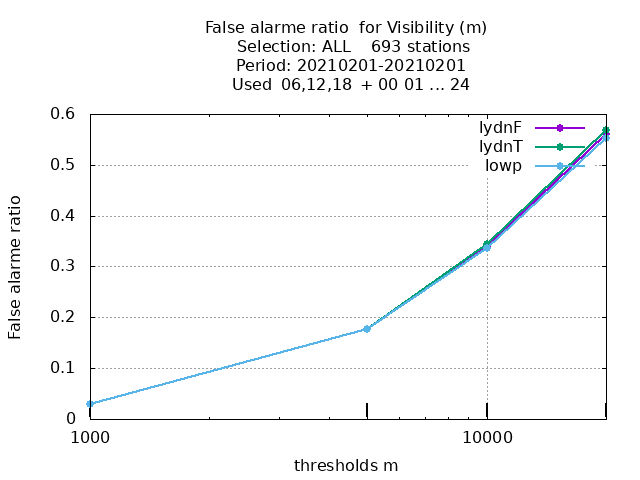 False alarme ratio  for Visibility (m)
Selection: ALL    693 stations
Period: 20210201-20210201
Used  06,12,18  + 00 01 ... 24
lydnF
lydnT
lowp
False alarme ratio
0.6
0.5
0.4
0.3
0.2
0.1
0
1000
10000
thresholds m